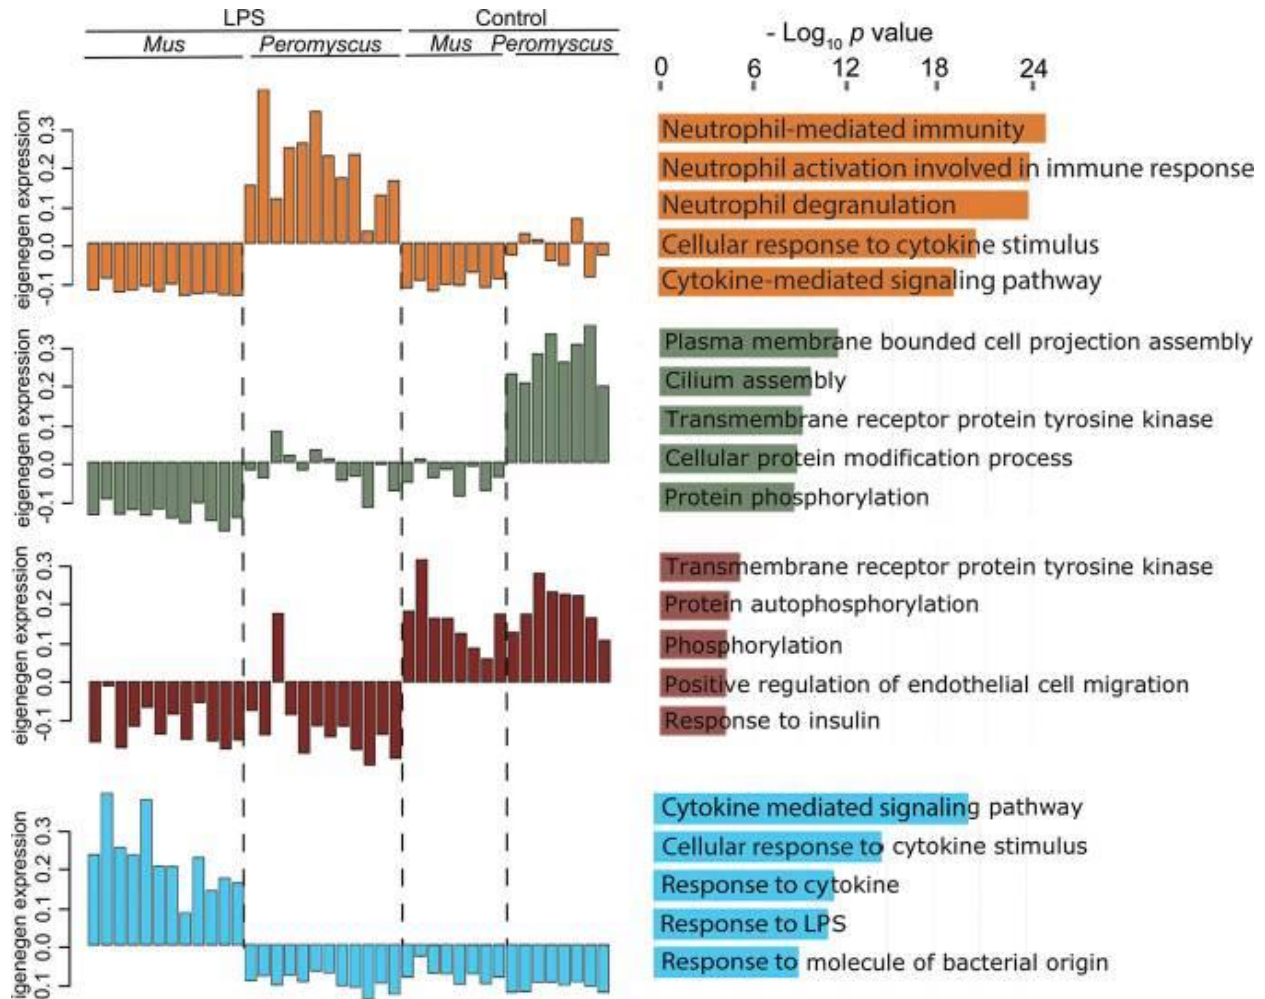 LPS Control
Mus Peromyscus Mus Peromyscus
- Log10 p value
0 6 12 18 24
eigenegen expression
-0.1 0.0 0.1 0.2 0.3
Neutrophil-mediated immunity
Neutrophil activation involved in immune response
Neutrophil degranulation
Cellular response to cytokine stimulus
Cytokine-mediated signaling pathway
eigenegen expression
-0.1 0.0 0.1 0.2 0.3
Plasma membrane bounded cell projection assembly
Cilium assembly
Transmembrane receptor protein tyrosine kinase
Cellular protein modification process
Protein phosphorylation
eigenegen expression
-0.1 0.0 0.1 0.2 0.3
Transmembrane receptor protein tyrosine kinase
Protein autophosphorylation
Phosphorylation
Positive regulation of endothelial cell migration
Response to insulin
eigenegen expression
0.1 0.0 0.1 0.2 0.3
Cytokine mediated signaling pathway
Cellular response to cytokine stimulus
Response to cytokine
Response to LPS
Response to molecule of bacterial origin